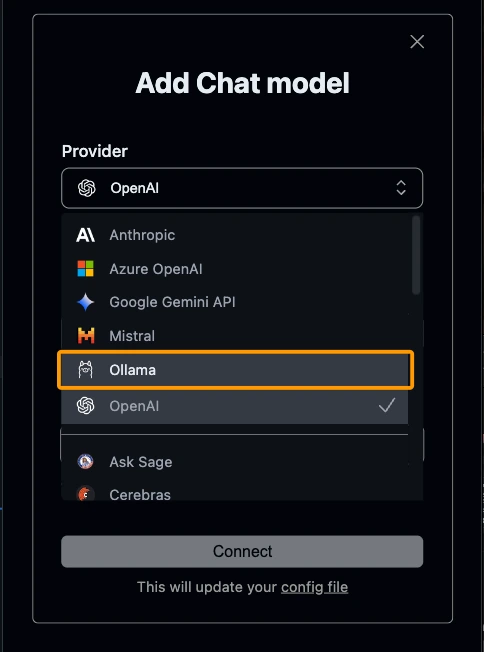 Add Chat model
Provider
OpenAI
Anthropic
Azure OpenAI
Google Gemini API
Mistral
Ollama
OpenAI
Ask Sage
Cerebras
Connect
This will update your config file